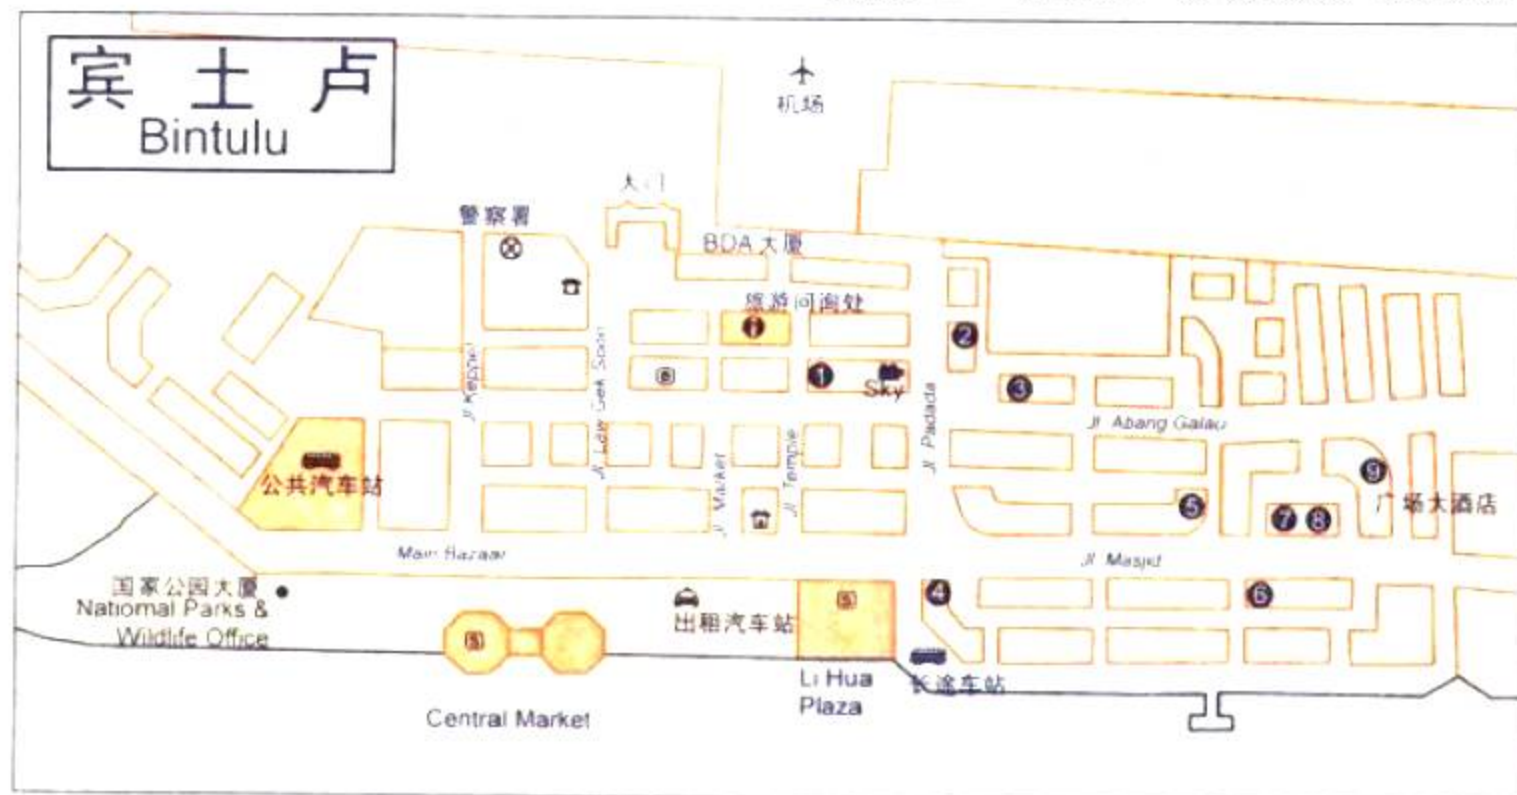 宾土卢
Bintulu
机场
大门
警察署
BDA 大厦
旅游问询处
Jl Keppel
Jl Law Gek Soon
1
Sky
2
3
Jl Padada
Jl Abang Galau
公共汽车站
Jl Market
Jl Temple
9
广场大酒店
5
7
8
Main Bazaar
Jl Masjid
国家公园大厦
Natiomal Parks &
Wildlife Office
出租汽车站
S
S
4
6
Li Hua
Plaza
长途车站
Central Market